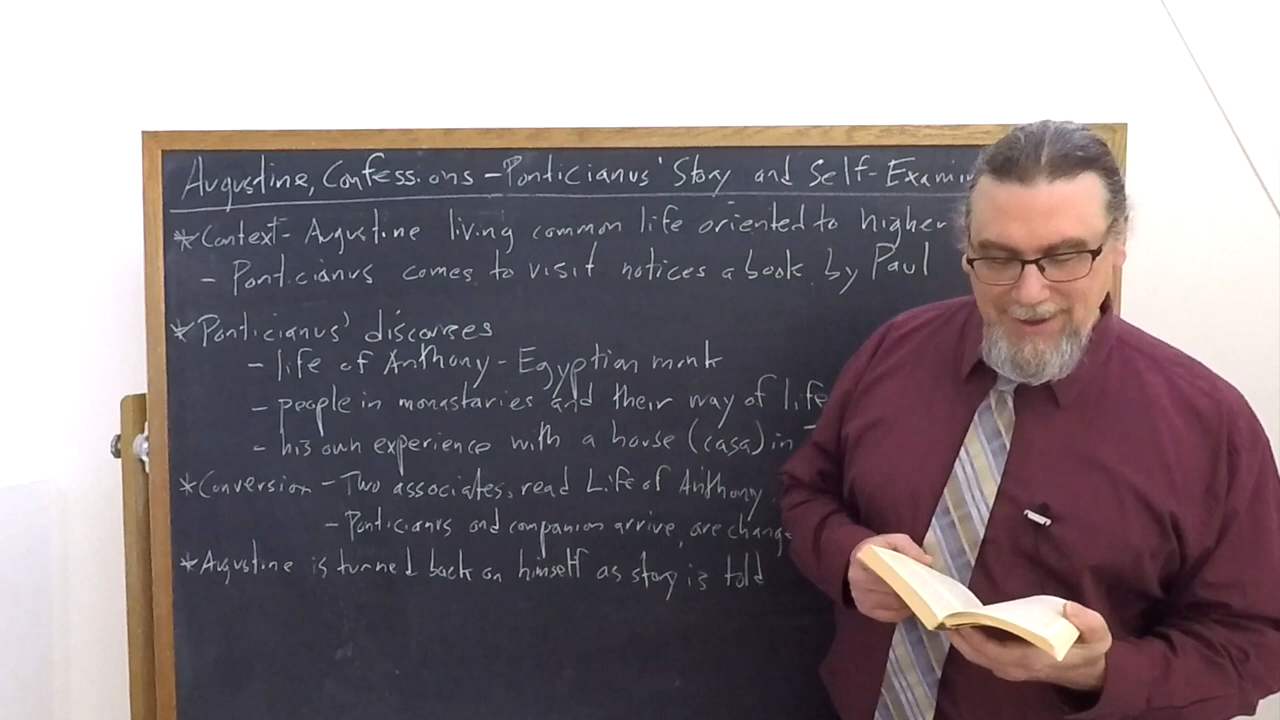 Augustine, Confessions - Ponticianus' Story and Self-Examin
*Context - Augustine living common life oriented to higher
- Ponticianus comes to visit notices a book by Paul
*Ponticianus' discourses
- life of Anthony - Egyptian monk
- people in monastaries and their way of life
- his own experience with a house (casa) in
*Conversion - Two associates, read Life of Anthony
- Ponticianus and companion arrive, are chang
*Augustine is turned back on himself as story is told